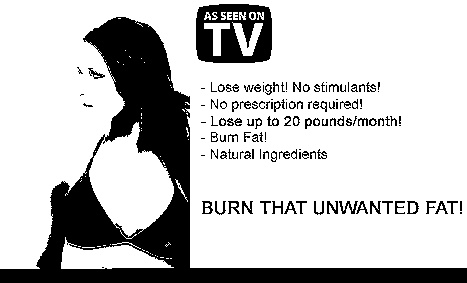 AS SEEN ON
TV
- Lose weight! No stimulants!
- No prescription required!
- Lose up to 20 pounds/month!
- Burn Fat!
- Natural Ingredients
BURN THAT UNWANTED FAT!